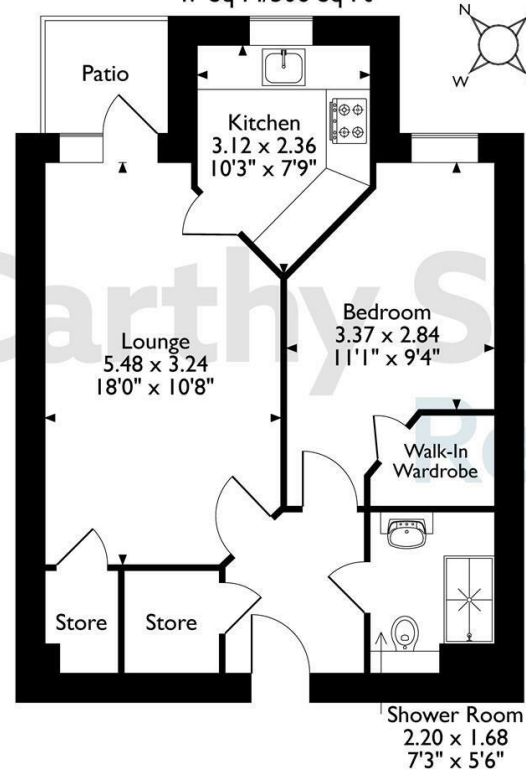 N
W
Patio
Kitchen
3.12 x 2.36
10'3" x 7'9"
Lounge
5.48 x 3.24
18'0" x 10'8"
Bedroom
3.37 x 2.84
11'1" x 9'4"
Walk-In
Wardrobe
Store
Store
Shower Room
2.20 x 1.68
7'3" x 5'6"
Carthy S
Re